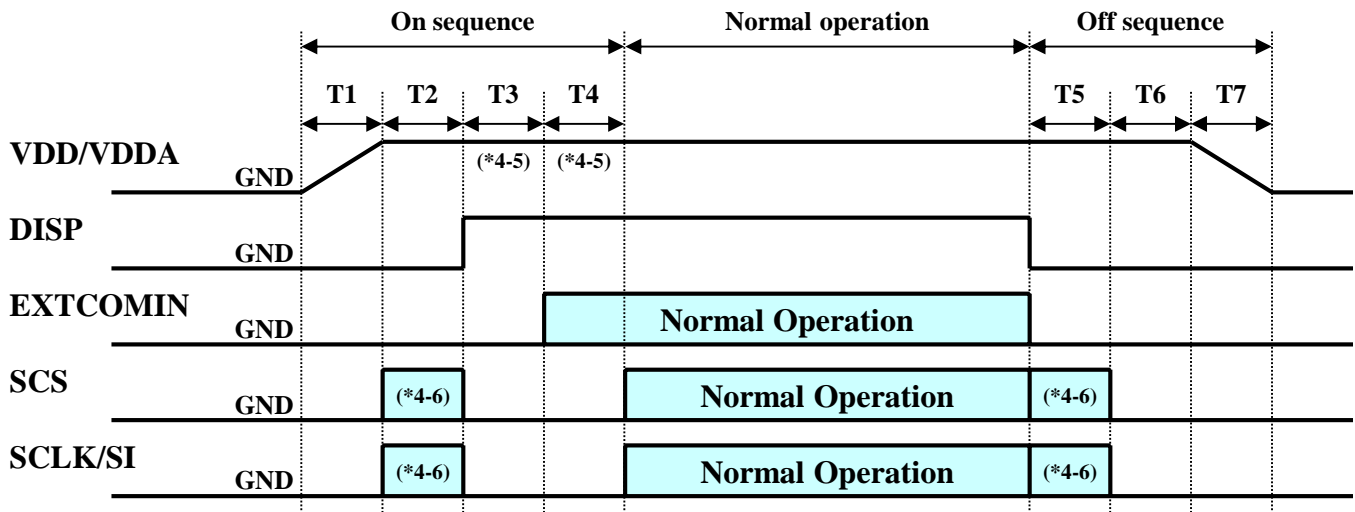 On sequence Normal operation Off sequence
T1 T2 T3 T4 T5 T6 T7
VDD/VDDA
GND
(*4-5) (*4-5)
DISP
GND
EXTCOMIN
GND
Normal Operation
SCS
GND
(*4-6) Normal Operation (*4-6)
SCLK/SI
GND
(*4-6) Normal Operation (*4-6)